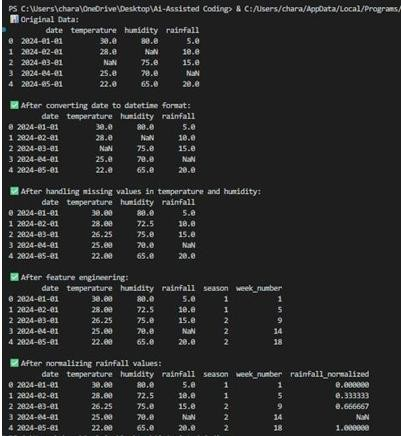 PS C:\Users\chara\OneDrive\Desktop\Ai-Assisted Coding> & C:/Users/chara/AppData/Local/Programs/
📊 Original Data:
date temperature humidity rainfall
0 2024-01-01 30.0 80.0 5.0
1 2024-02-01 28.0 NaN 10.0
2 2024-03-01 NaN 75.0 15.0
3 2024-04-01 25.0 70.0 NaN
4 2024-05-01 22.0 65.0 20.0
✅ After converting date to datetime format:
date temperature humidity rainfall
0 2024-01-01 30.0 80.0 5.0
1 2024-02-01 28.0 NaN 10.0
2 2024-03-01 NaN 75.0 15.0
3 2024-04-01 25.0 70.0 NaN
4 2024-05-01 22.0 65.0 20.0
✅ After handling missing values in temperature and humidity:
date temperature humidity rainfall
0 2024-01-01 30.00 80.0 5.0
1 2024-02-01 28.00 72.5 10.0
2 2024-03-01 26.25 75.0 15.0
3 2024-04-01 25.00 70.0 NaN
4 2024-05-01 22.00 65.0 20.0
✅ After feature engineering:
date temperature humidity rainfall season week_number
0 2024-01-01 30.00 80.0 5.0 1 1
1 2024-02-01 28.00 72.5 10.0 1 5
2 2024-03-01 26.25 75.0 15.0 2 9
3 2024-04-01 25.00 70.0 NaN 2 14
4 2024-05-01 22.00 65.0 20.0 2 18
✅ After normalizing rainfall values:
date temperature humidity rainfall season week_number rainfall_normalized
0 2024-01-01 30.00 80.0 5.0 1 1 0.000000
1 2024-02-01 28.00 72.5 10.0 1 5 0.333333
2 2024-03-01 26.25 75.0 15.0 2 9 0.666667
3 2024-04-01 25.00 70.0 NaN 2 14 NaN
4 2024-05-01 22.00 65.0 20.0 2 18 1.000000